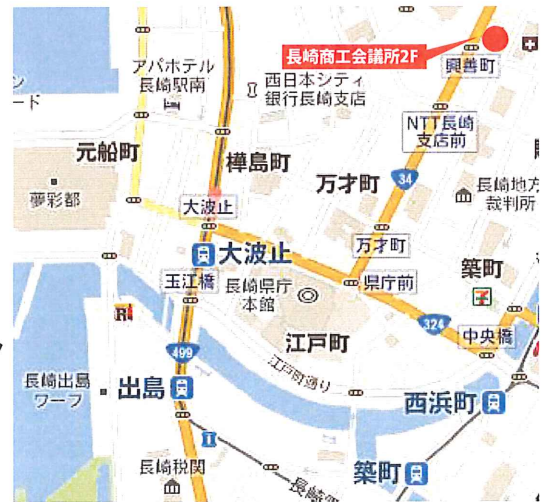 長崎商工会議所2F
興善町
アパホテル
長崎駅南
西日本シティ
銀行長崎支店
ード
NTT長崎
支店前
元船町
樺島町
万才町
34
長崎地方
裁判所
夢彩都
大波止
大波止
万才町
築町
玉江橋
長崎県庁
本館
県庁前
7
江戸町
324
中央橋
499
江戸町通り
長崎出島
ワーフ
出島
西浜町
長崎税関
築町
長崎